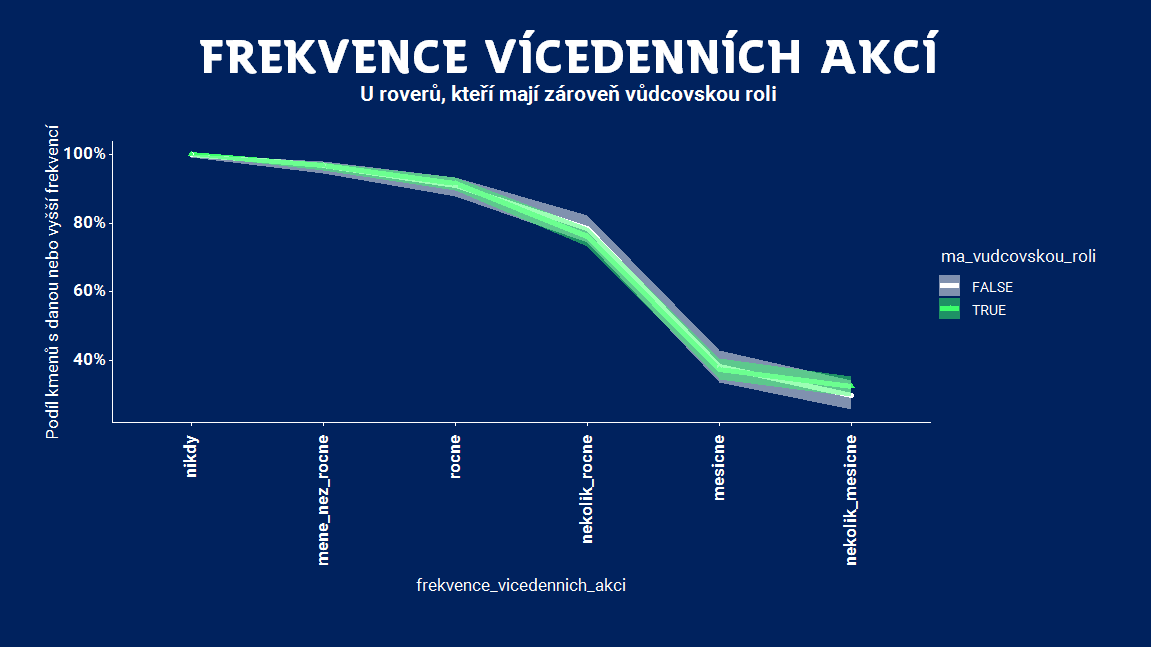 FREKVENCE VÍCEDENNÍCH AKCÍ
U roverů, kteří mají zároveň vůdcovskou roli
Podíl kmenů s danou nebo vyšší frekvencí
100%
80%
60%
40%
nikdy
mene_nez_rocne
rocne
nekolik_rocne
mesicne
nekolik_mesicne
frekvence_vicedennich_akci
ma_vudcovskou_roli
FALSE
TRUE